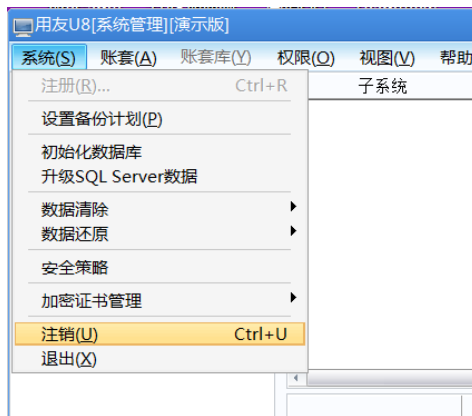 用友U8[系统管理][演示版]
系统(S) 账套(A) 账套库(Y) 权限(O) 视图(V) 帮助
注册(R)... Ctrl+R 子系统
设置备份计划(P)
初始化数据库
升级SQL Server数据
数据清除
数据还原
安全策略
加密证书管理
注销(U) Ctrl+U
退出(X)